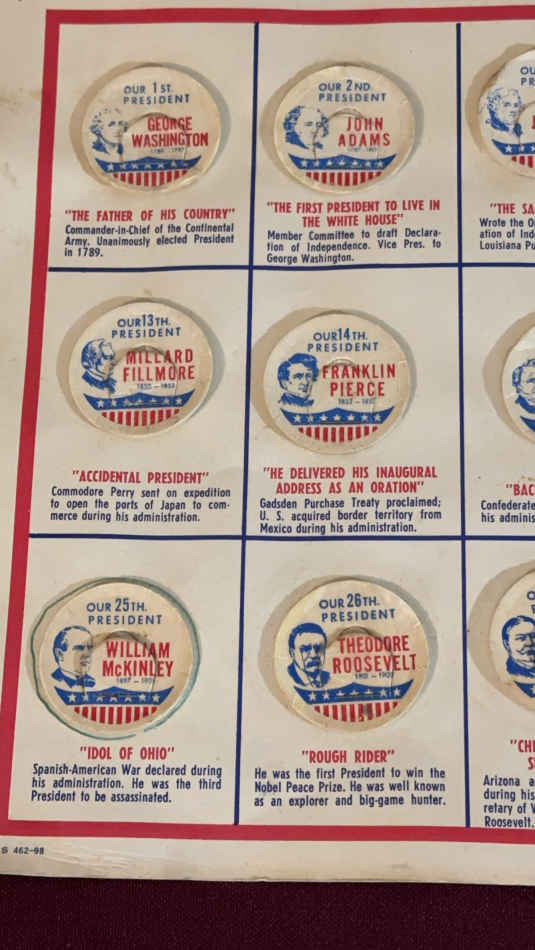 OUR 1ST.
PRESIDENT
GEORGE
WASHINGTON
"THE FATHER OF HIS COUNTRY"
Commander-in-Chief of the Continental
Army. Unanimously elected President
in 1789.
OUR 2ND.
PRESIDENT
JOHN
ADAMS
"THE FIRST PRESIDENT TO LIVE IN
THE WHITE HOUSE"
Member Committee to draft Declara-
tion of Independence. Vice Pres. to
George Washington.
OU
PR
J
"THE SA
Wrote the O
ation of Ind
Louisiana Pu
OUR 13TH.
PRESIDENT
MILLARD
FILLMORE
"ACCIDENTAL PRESIDENT"
Commodore Perry sent on expedition
to open the ports of Japan to com-
merce during his administration.
OUR 14TH.
PRESIDENT
FRANKLIN
PIERCE
"HE DELIVERED HIS INAUGURAL
ADDRESS AS AN ORATION"
Gadsden Purchase Treaty proclaimed;
U. S. acquired border territory from
Mexico during his administration.
"BAC
Confederate
his adminis
OUR 25TH.
PRESIDENT
WILLIAM
McKINLEY
"IDOL OF OHIO"
Spanish-American War declared during
his administration. He was the third
President to be assassinated.
OUR 26TH.
PRESIDENT
THEODORE
ROOSEVELT
"ROUGH RIDER"
He was the first President to win the
Nobel Peace Prize. He was well known
as an explorer and big-game hunter.
"CHI
Arizona a
during his
retary of W
Roosevelt.
S 462-98